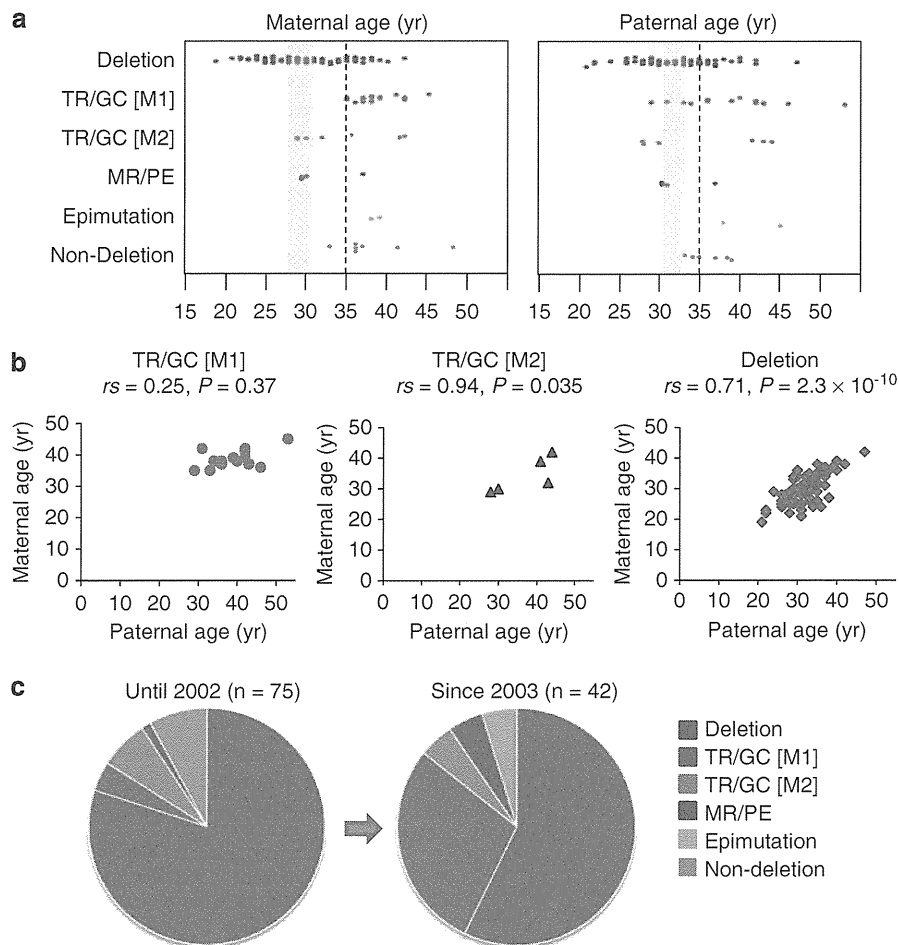 a
Maternal age (yr) Paternal age (yr)
Deletion
TR/GC [M1]
TR/GC [M2]
MR/PE
Epimutation
Non-Deletion
15 20 25 30 35 40 45 50 15 20 25 30 35 40 45 50
b
TR/GC [M1] TR/GC [M2] Deletion
rs = 0.25, P = 0.37 rs = 0.94, P = 0.035 rs = 0.71, P = 2.3 × 10⁻¹⁰
Maternal age (yr)
50
40
30
20
10
0
0 10 20 30 40 50
Paternal age (yr)
Maternal age (yr)
50
40
30
20
10
0
0 10 20 30 40 50
Paternal age (yr)
Maternal age (yr)
50
40
30
20
10
0
0 10 20 30 40 50
Paternal age (yr)
c
Until 2002 (n = 75) Since 2003 (n = 42)
Deletion
TR/GC [M1]
TR/GC [M2]
MR/PE
Epimutation
Non-deletion